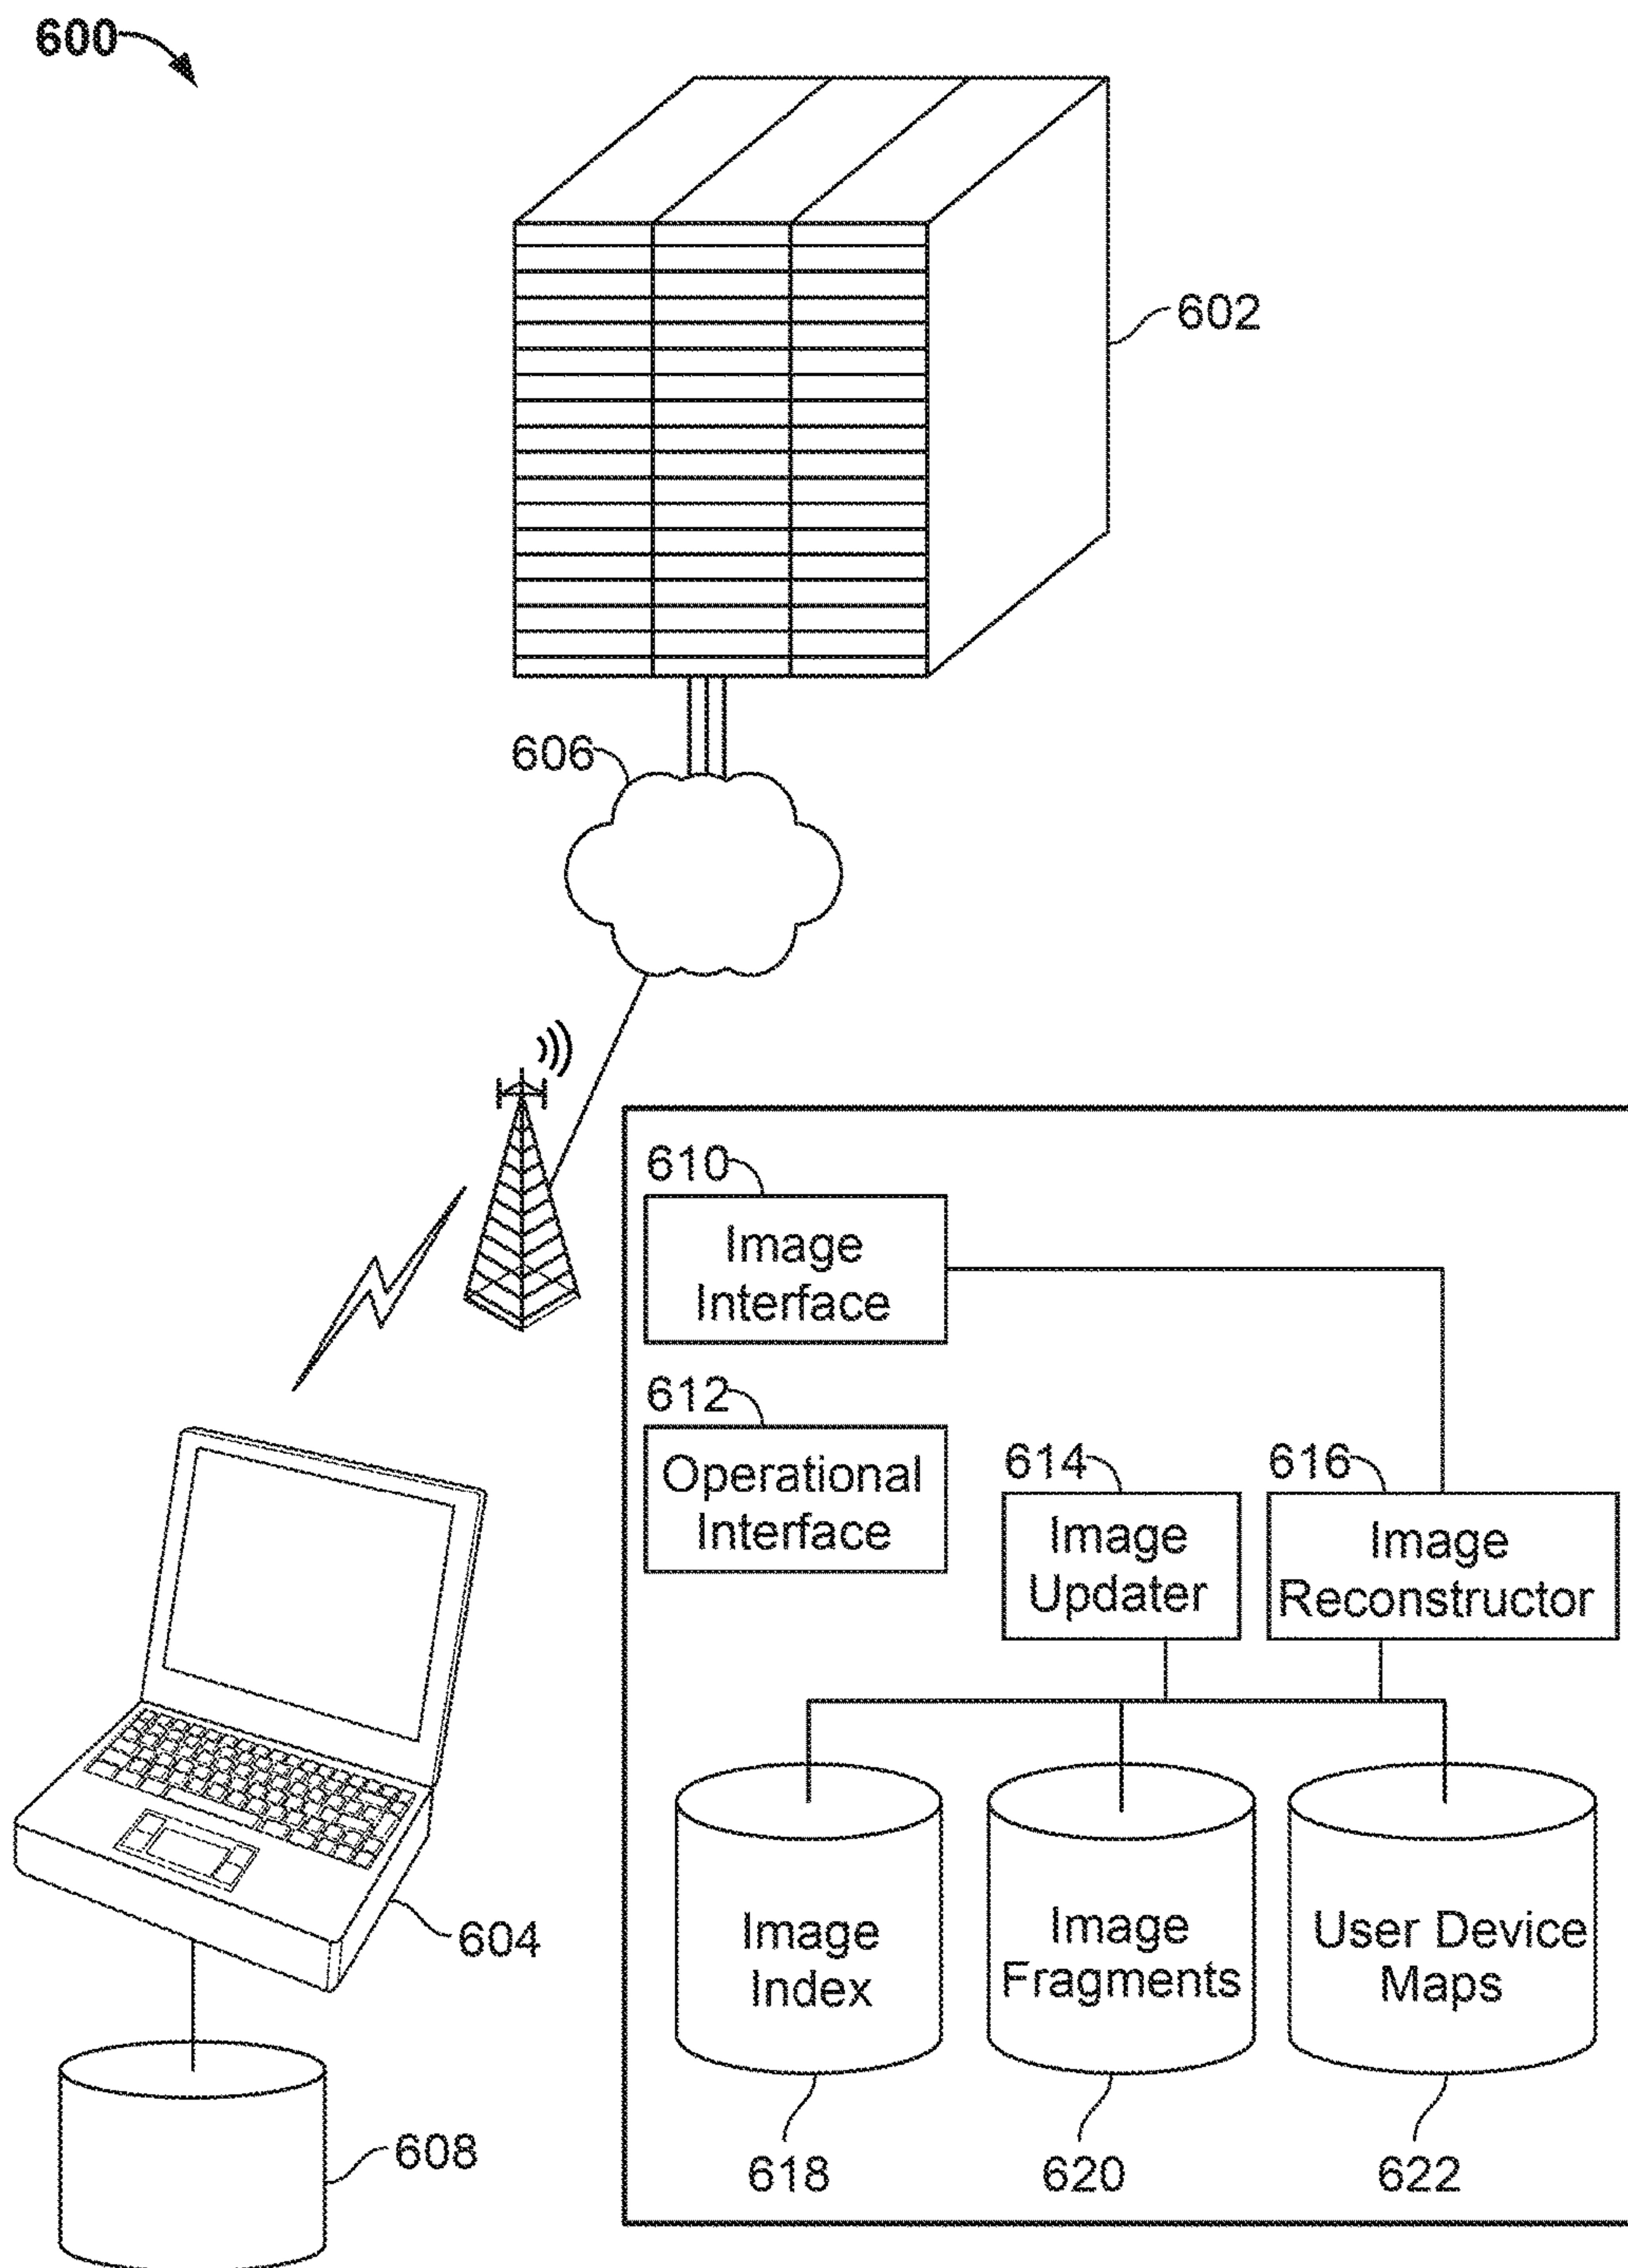 600
602
606
610
Image
Interface
612
Operational
Interface
614
Image
Updater
616
Image
Reconstructor
604
608
Image
Index
Image
Fragments
User Device
Maps
618
620
622